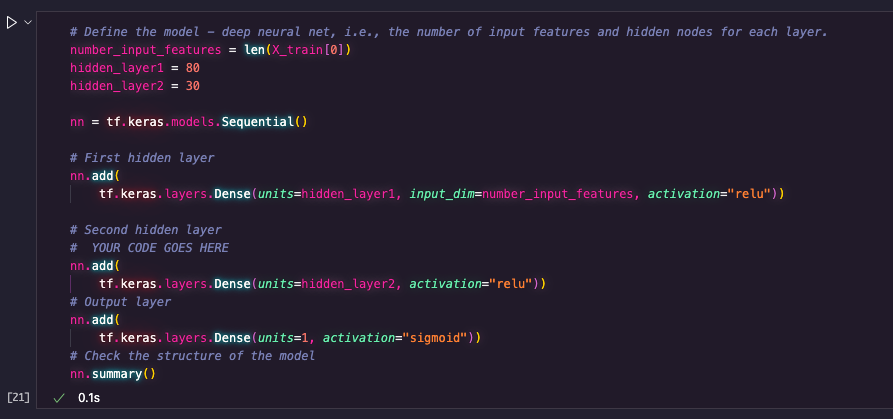 # Define the model - deep neural net, i.e., the number of input features and hidden nodes for each layer.
number_input_features = len(X_train[0])
hidden_layer1 = 80
hidden_layer2 = 30
nn = tf.keras.models.Sequential()
# First hidden layer
nn.add(
tf.keras.layers.Dense(units=hidden_layer1, input_dim=number_input_features, activation="relu"))
# Second hidden layer
#  YOUR CODE GOES HERE
nn.add(
tf.keras.layers.Dense(units=hidden_layer2, activation="relu"))
# Output layer
nn.add(
tf.keras.layers.Dense(units=1, activation="sigmoid"))
# Check the structure of the model
nn.summary()
[21] 0.1s